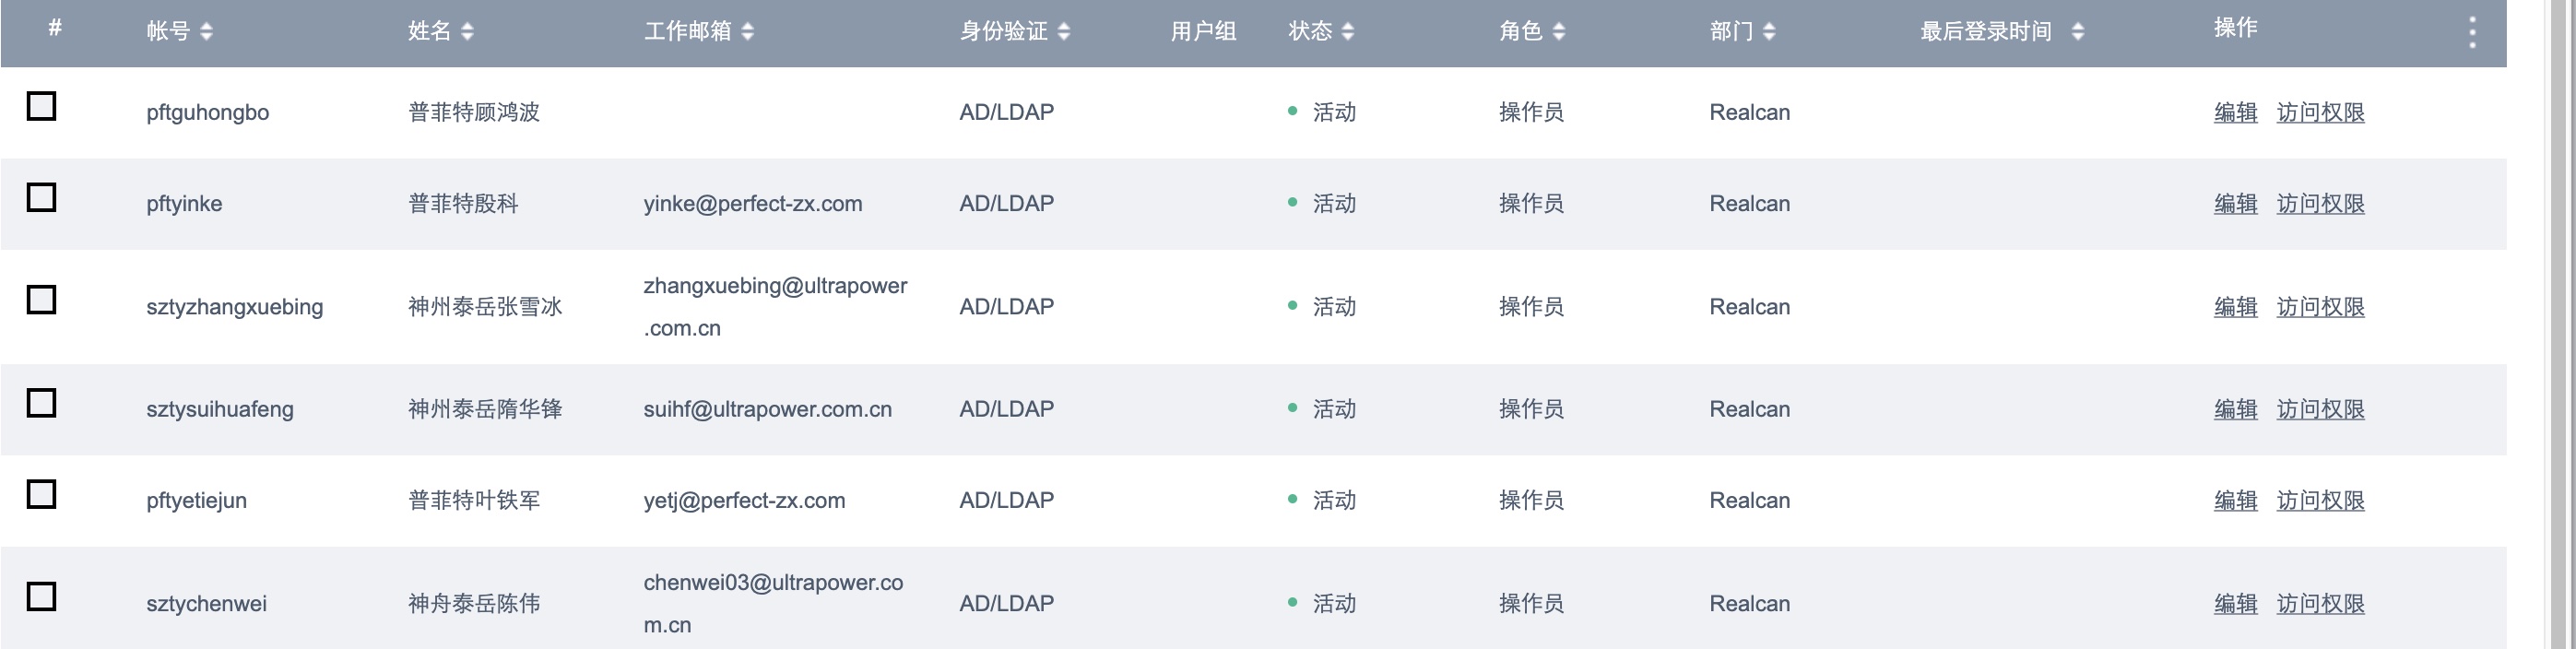 # 帐号 姓名 工作邮箱 身份验证 用户组 状态 角色 部门 最后登录时间 操作
pftguhongbo 普菲特顾鸿波 AD/LDAP 活动 操作员 Realcan 编辑 访问权限
pftyinke 普菲特殷科 yinke@perfect-zx.com AD/LDAP 活动 操作员 Realcan 编辑 访问权限
zhangxuebing@ultrapower
sztyzhangxuebing 神州泰岳张雪冰 AD/LDAP 活动 操作员 Realcan 编辑 访问权限
.com.cn
sztysuihuafeng 神州泰岳隋华锋 suihf@ultrapower.com.cn AD/LDAP 活动 操作员 Realcan 编辑 访问权限
pftyetiejun 普菲特叶铁军 yetj@perfect-zx.com AD/LDAP 活动 操作员 Realcan 编辑 访问权限
chenwei03@ultrapower.co
sztychenwei 神舟泰岳陈伟 AD/LDAP 活动 操作员 Realcan 编辑 访问权限
m.cn